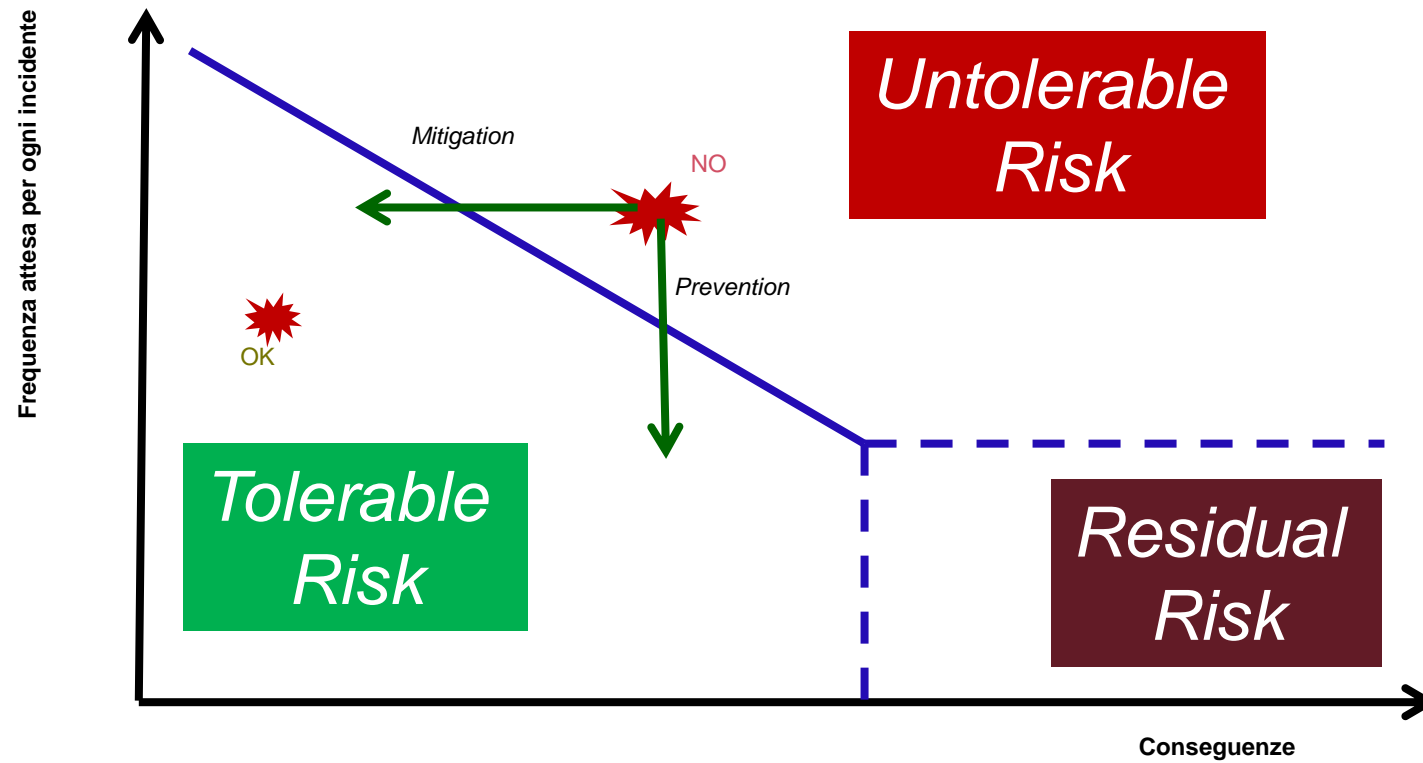 Frequenza attesa per ogni incidente
Untolerable
Risk
Mitigation
NO
Prevention
OK
Tolerable
Risk
Residual
Risk
Conseguenze